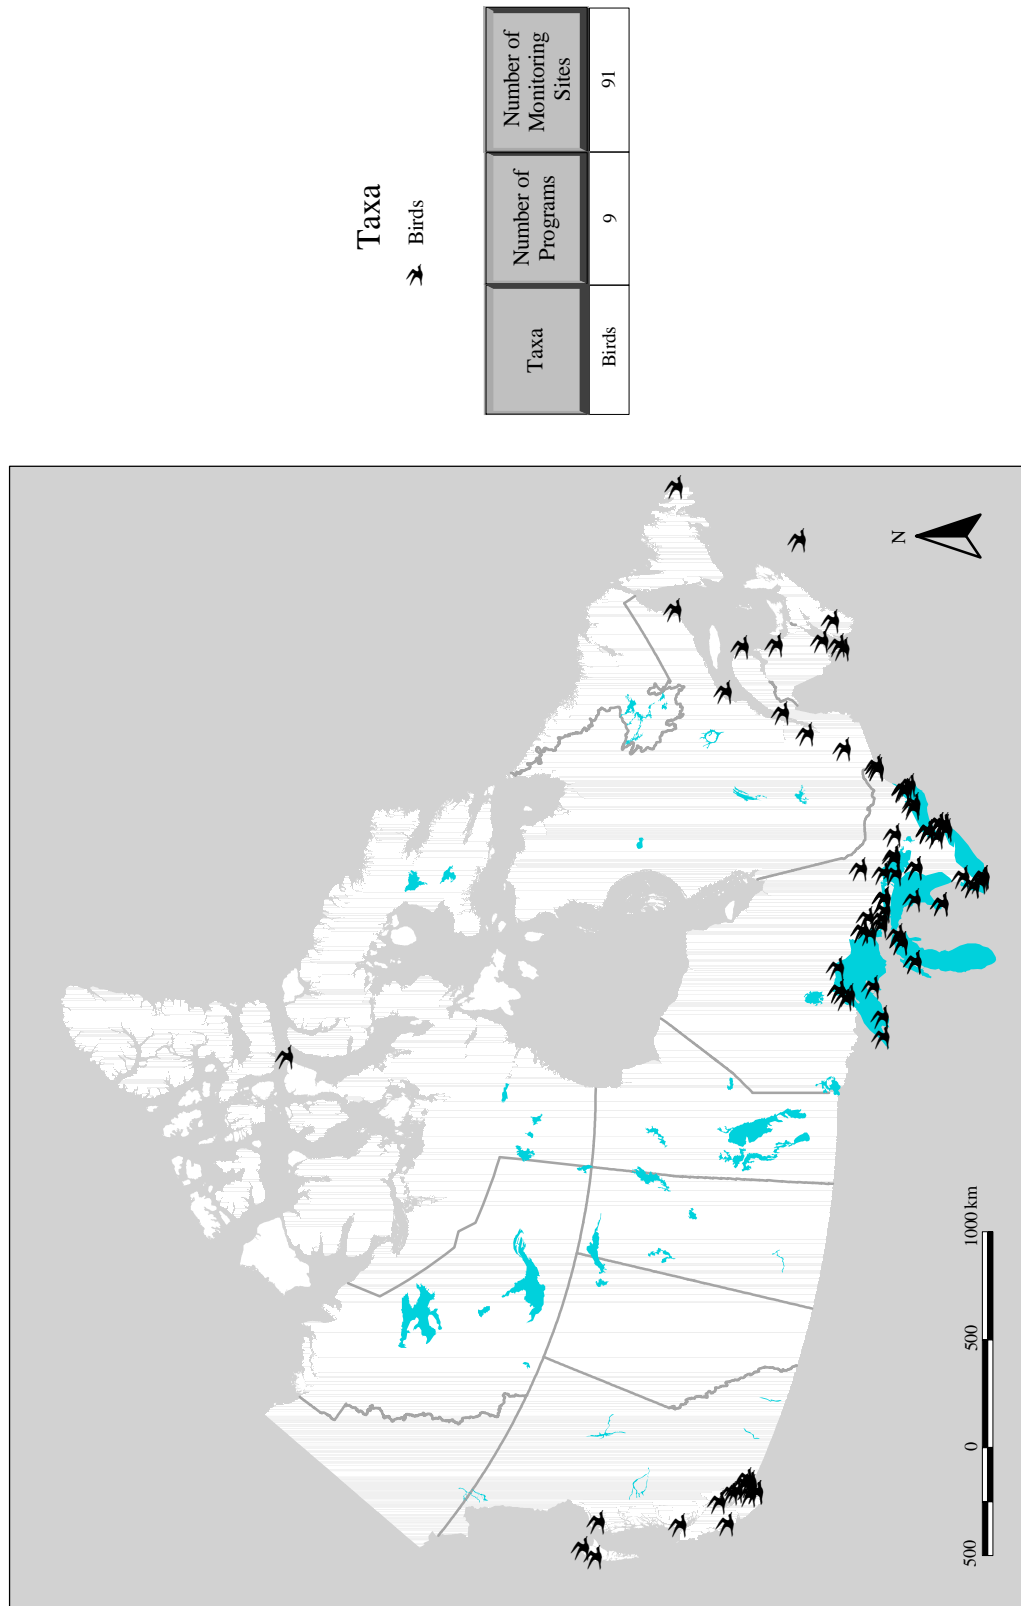 Taxa
Birds
Taxa
Number of
Programs
Number of
Monitoring
Sites
Birds
9
91
N
500 0 500 1000 km